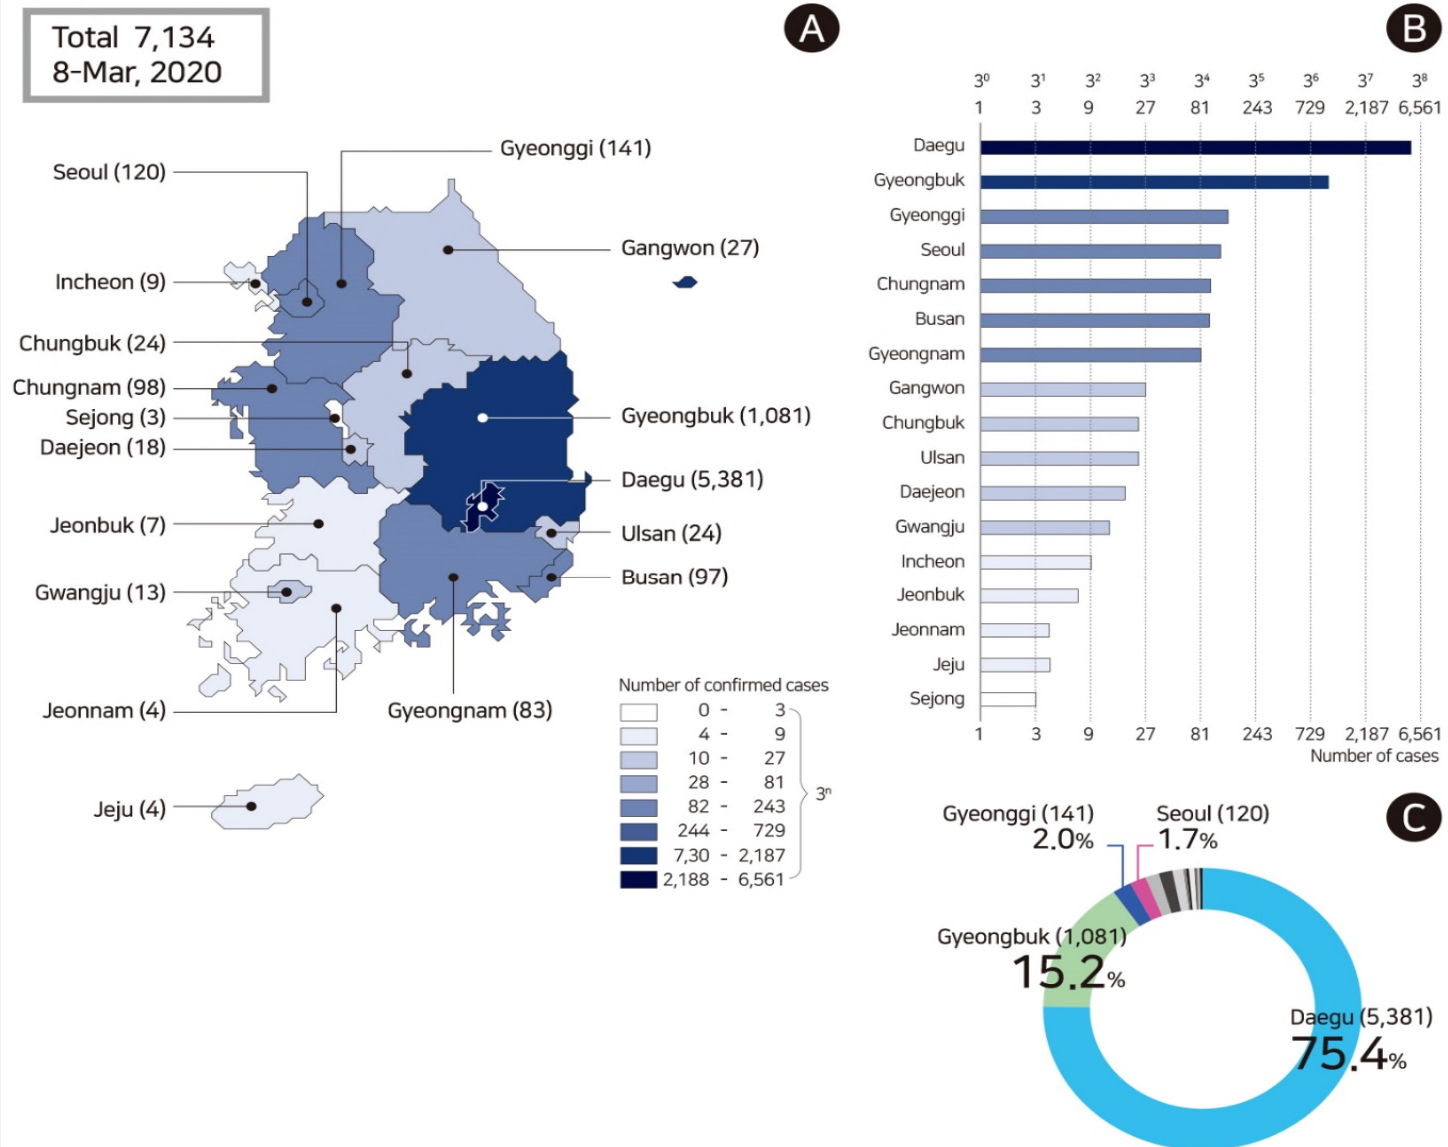 Total 7,134
8-Mar, 2020
A
Seoul (120)
Gyeonggi (141)
Incheon (9)
Gangwon (27)
Chungbuk (24)
Chungnam (98)
Sejong (3)
Daejeon (18)
Gyeongbuk (1,081)
Daegu (5,381)
Jeonbuk (7)
Ulsan (24)
Gwangju (13)
Busan (97)
Jeonnam (4)
Gyeongnam (83)
Jeju (4)
Number of confirmed cases
0 - 3
4 - 9
10 - 27
28 - 81
82 - 243
244 - 729
7,30 - 2,187
2,188 - 6,561
3ⁿ
B
3⁰ 3¹ 3² 3³ 3⁴ 3⁵ 3⁶ 3⁷ 3⁸
1 3 9 27 81 243 729 2,187 6,561
Daegu
Gyeongbuk
Gyeonggi
Seoul
Chungnam
Busan
Gyeongnam
Gangwon
Chungbuk
Ulsan
Daejeon
Gwangju
Incheon
Jeonbuk
Jeonnam
Jeju
Sejong
1 3 9 27 81 243 729 2,187 6,561
Number of cases
C
Gyeonggi (141)
2.0%
Seoul (120)
1.7%
Gyeongbuk (1,081)
15.2%
Daegu (5,381)
75.4%